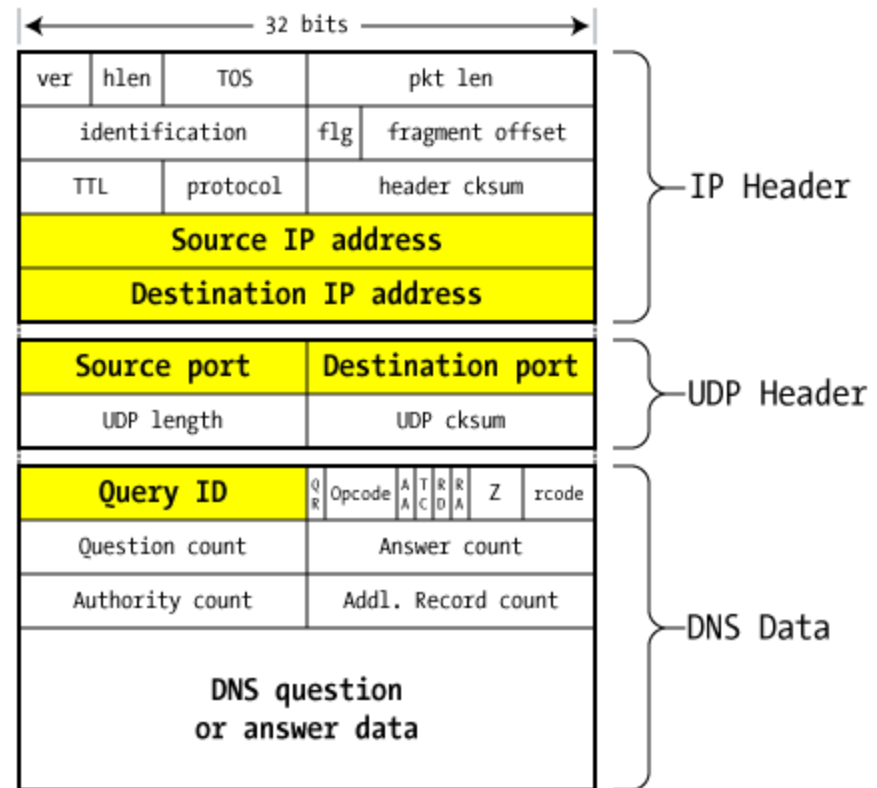 32 bits
ver hlen TOS pkt len
identification flg fragment offset
TTL protocol header cksum
IP Header
Source IP address
Destination IP address
Source port Destination port
UDP Header
UDP length UDP cksum
Query ID QR Opcode AA TC RD RA Z rcode
Question count Answer count
Authority count Addl. Record count
DNS Data
DNS question
or answer data